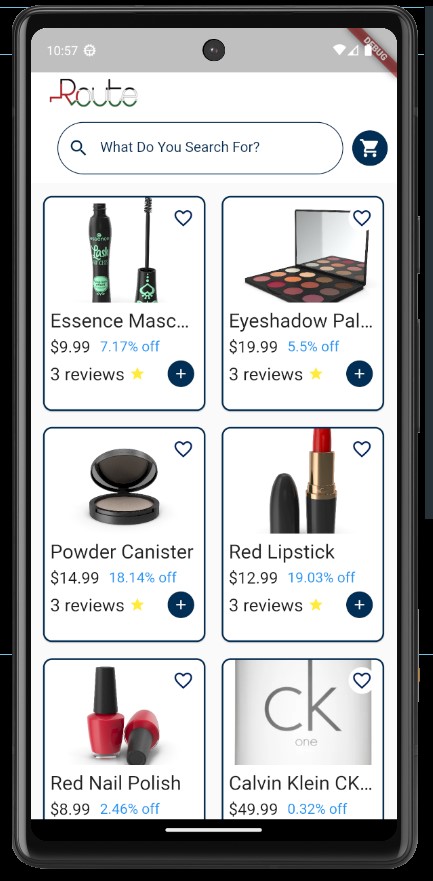 10:57
DEBUG
Route
What Do You Search For?
essence
Lash
Essence Masc...
$9.99 7.17% off
3 reviews
Eyeshadow Pal...
$19.99 5.5% off
3 reviews
Powder Canister
$14.99 18.14% off
3 reviews
Red Lipstick
$12.99 19.03% off
3 reviews
Red Nail Polish
$8.99 2.46% off
ck
one
Calvin Klein CK...
$49.99 0.32% off